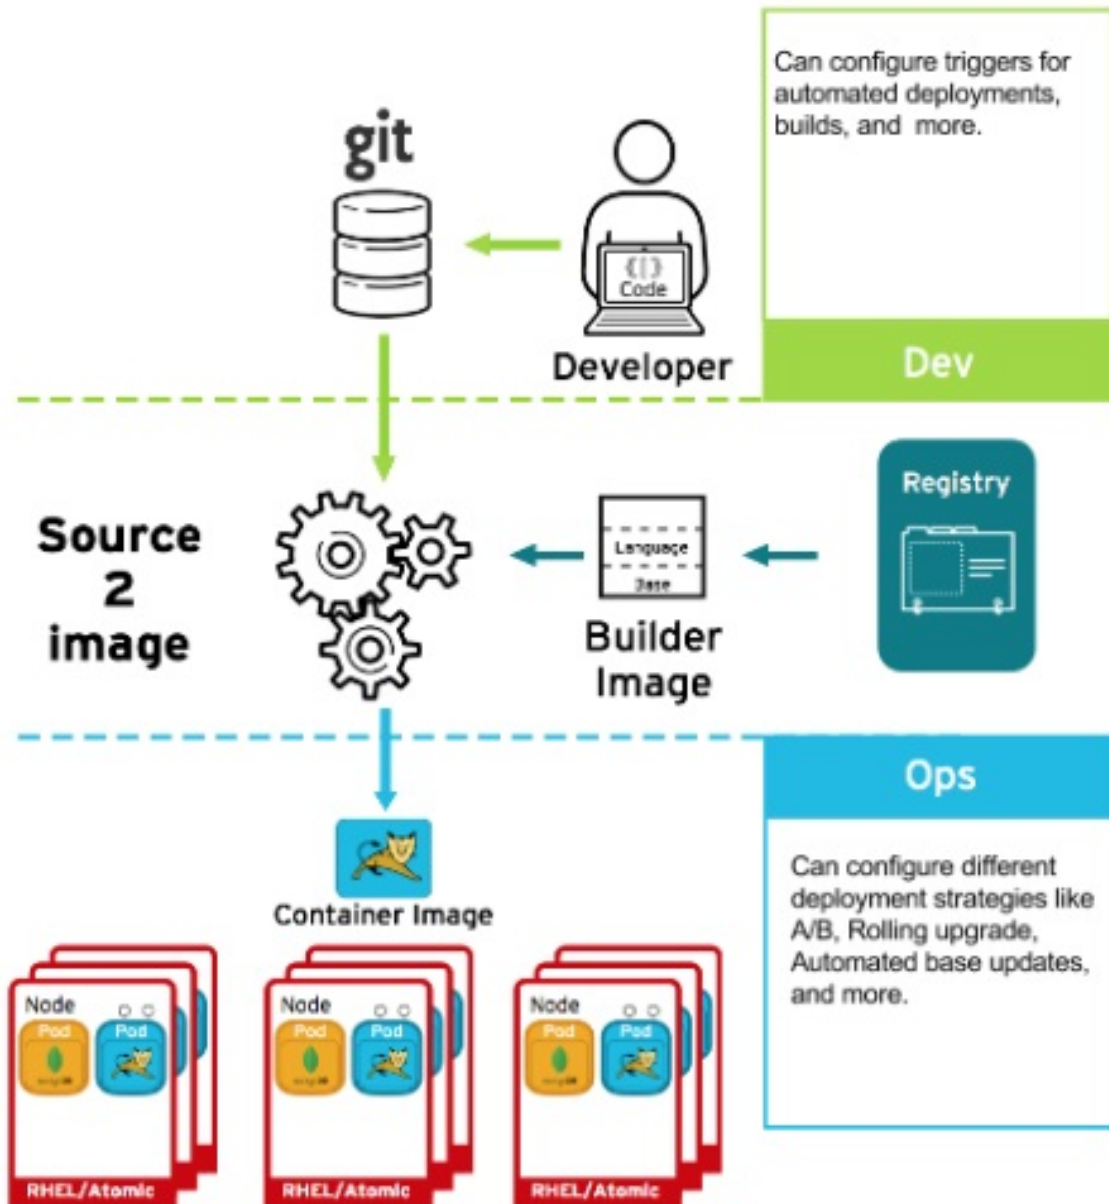 Can configure triggers for
automated deployments,
builds, and more.
git
{[}
Code
Developer
Dev
Source
2
image
Language
Base
Builder
Image
Registry
Ops
Container Image
Can configure different
deployment strategies like
A/B, Rolling upgrade,
Automated base updates,
and more.
Node
Pod
Pod
RHEL/Atomic
Node
Pod
Pod
RHEL/Atomic
Node
Pod
Pod
RHEL/Atomic